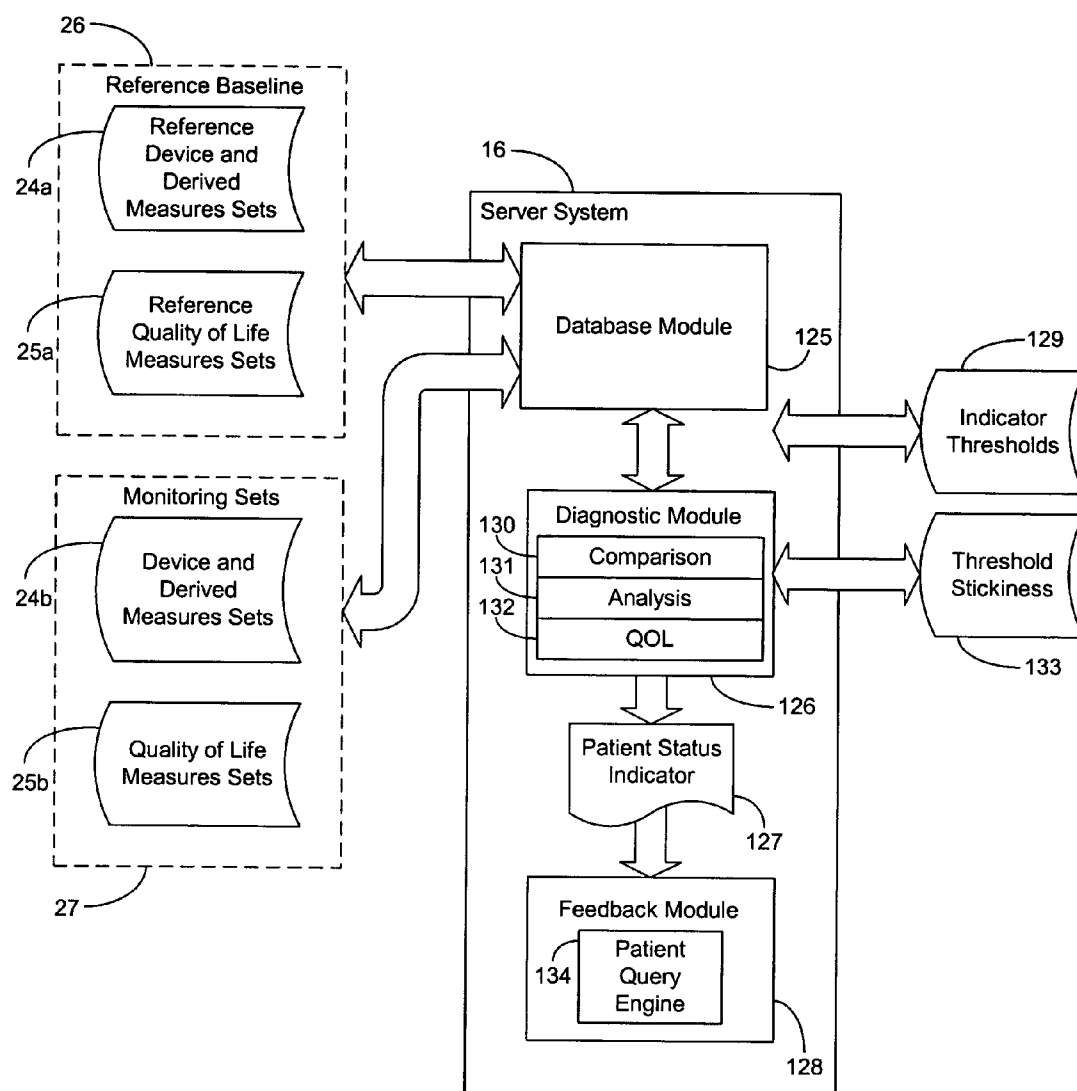 26
Reference Baseline
Reference
Device and
Derived
Measures Sets
24a
Reference
Quality of Life
Measures Sets
25a
Monitoring Sets
Device and
Derived
Measures Sets
24b
Quality of Life
Measures Sets
25b
27
16
Server System
Database Module
125
129
Indicator
Thresholds
Diagnostic Module
130
Comparison
131
Analysis
132
QOL
126
Threshold
Stickiness
133
Patient Status
Indicator
127
Feedback Module
134
Patient
Query
Engine
128